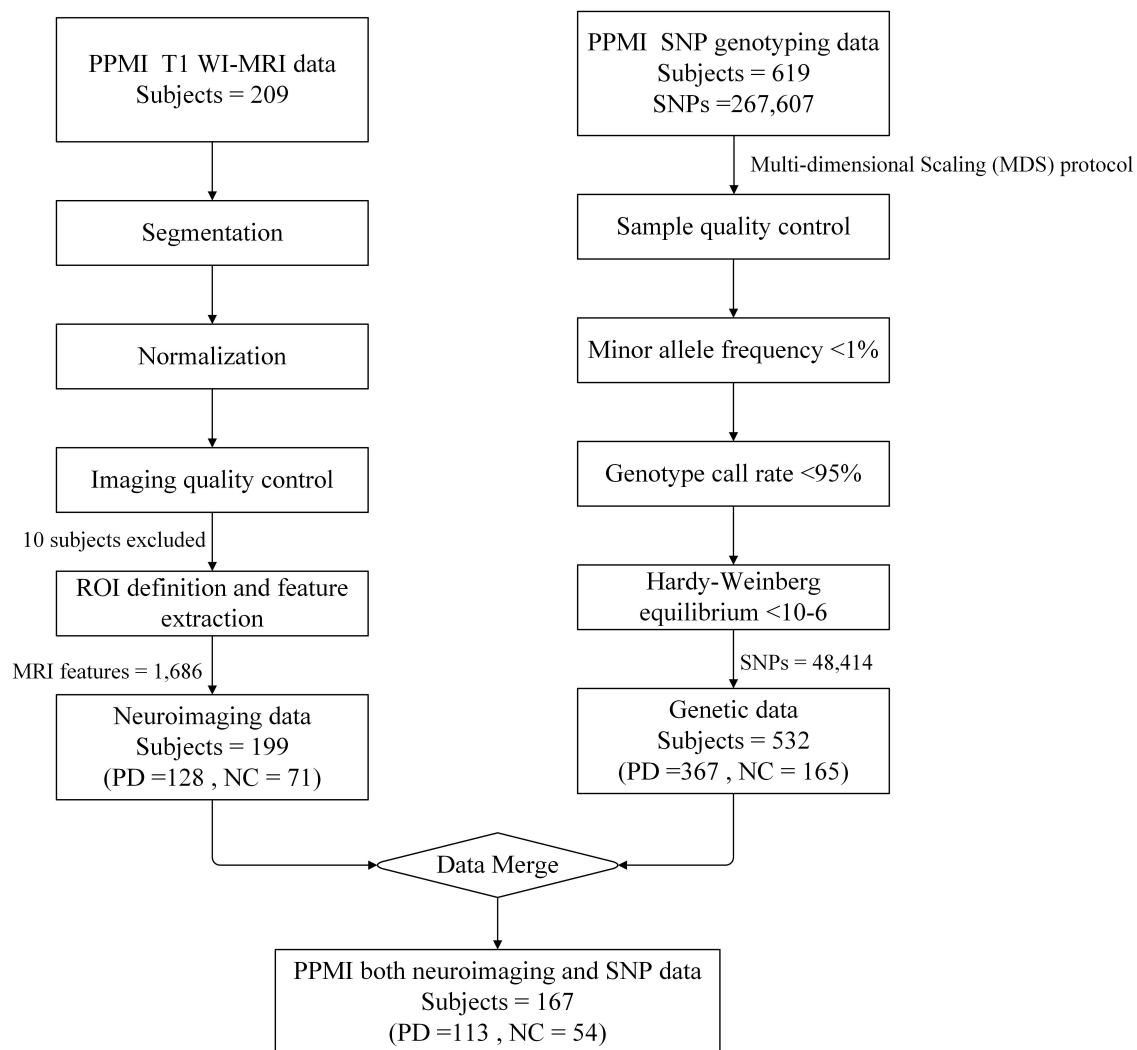 PPMI  T1 WI-MRI data
Subjects = 209
Segmentation
Normalization
Imaging quality control
10 subjects excluded
ROI definition and feature
extraction
MRI features = 1,686
Neuroimaging data
Subjects = 199
(PD =128 , NC = 71)
PPMI  SNP genotyping data
Subjects = 619
SNPs =267,607
Multi-dimensional Scaling (MDS) protocol
Sample quality control
Minor allele frequency <1%
Genotype call rate <95%
Hardy-Weinberg
equilibrium <10-6
SNPs = 48,414
Genetic data
Subjects = 532
(PD =367 , NC = 165)
Data Merge
PPMI both neuroimaging and SNP data
Subjects = 167
(PD =113 , NC = 54)